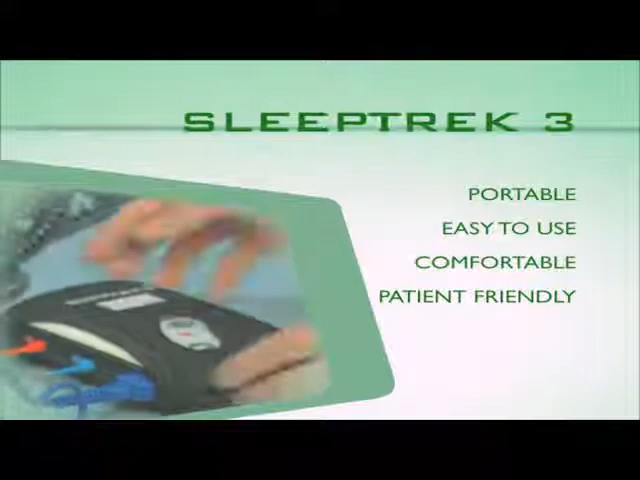 SLEEPTREK 3
PORTABLE
EASY TO USE
COMFORTABLE
PATIENT FRIENDLY